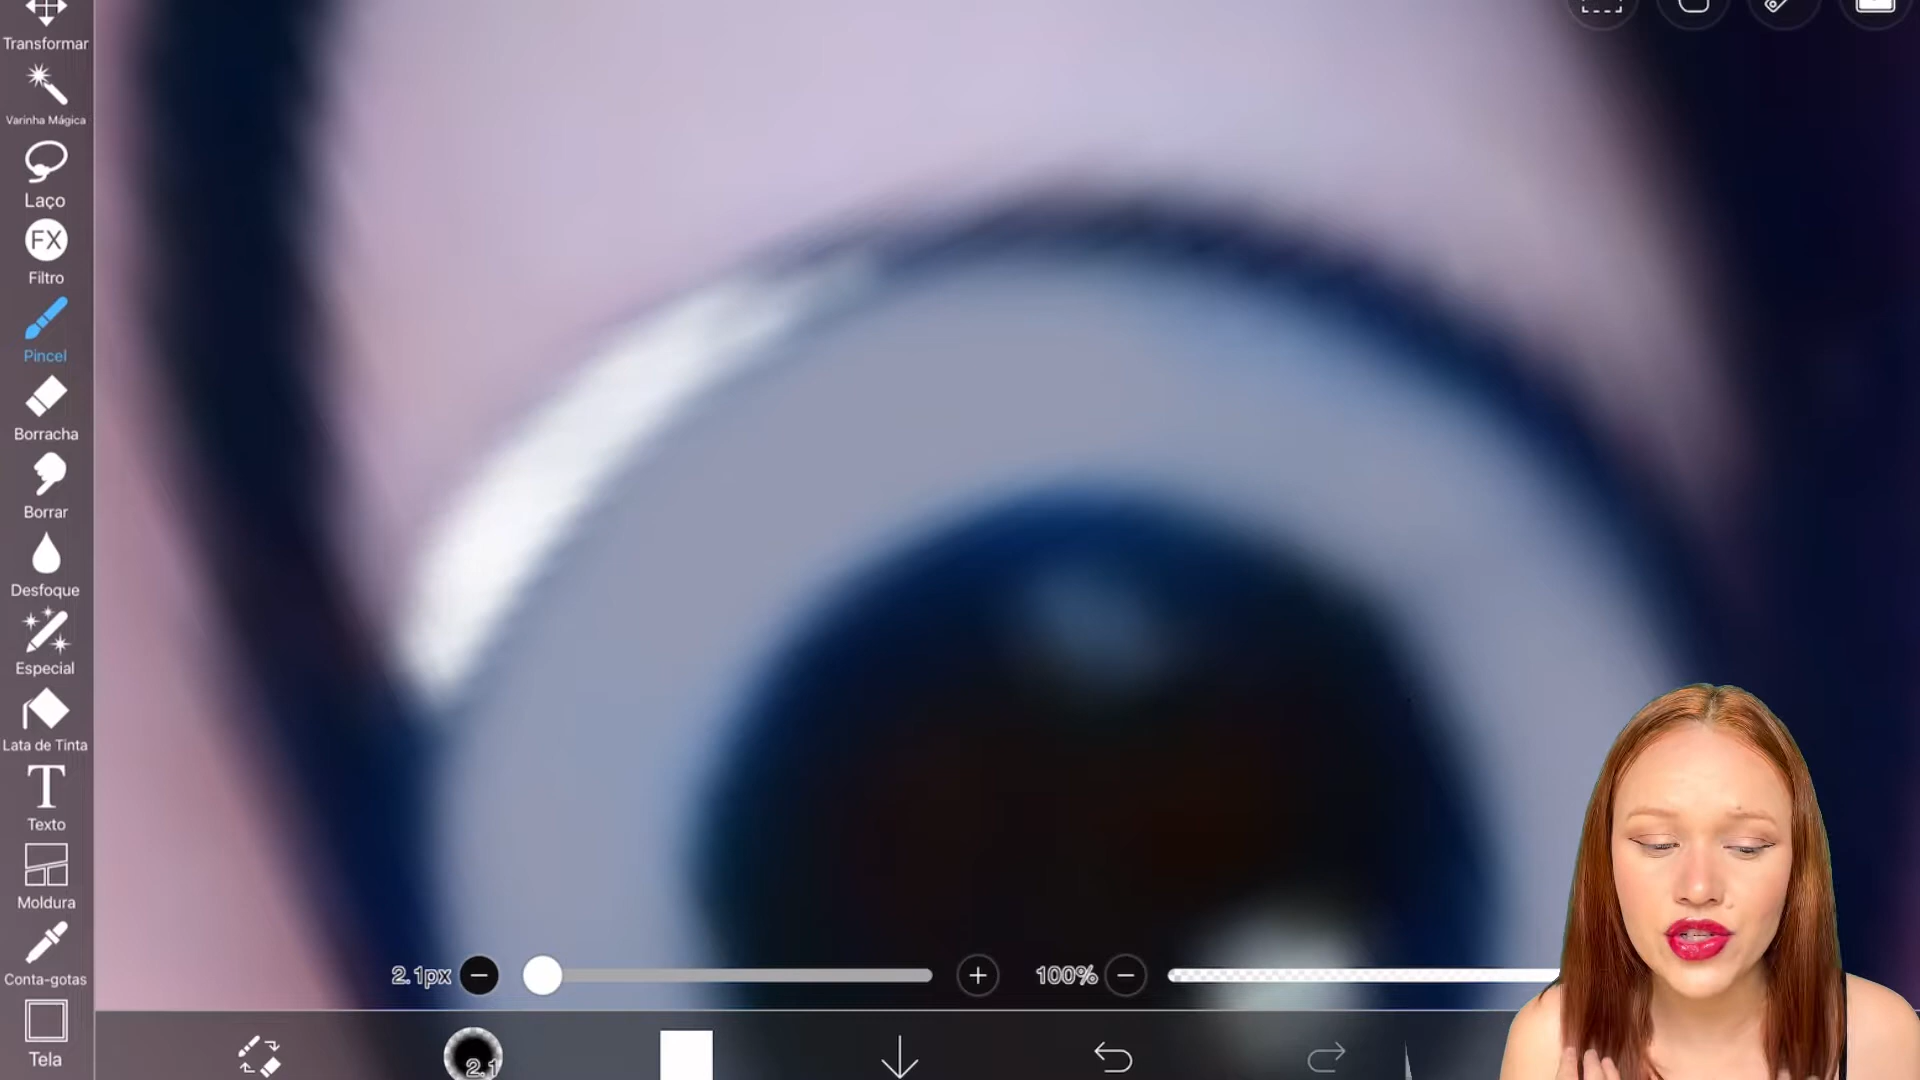 Transformar
Varinha Mágica
Laço
FX
Filtro
Pincel
Borracha
Borrar
Desfoque
Especial
Lata de Tinta
T
Texto
Moldura
Conta-gotas
Tela
2.1px
100%
2.1